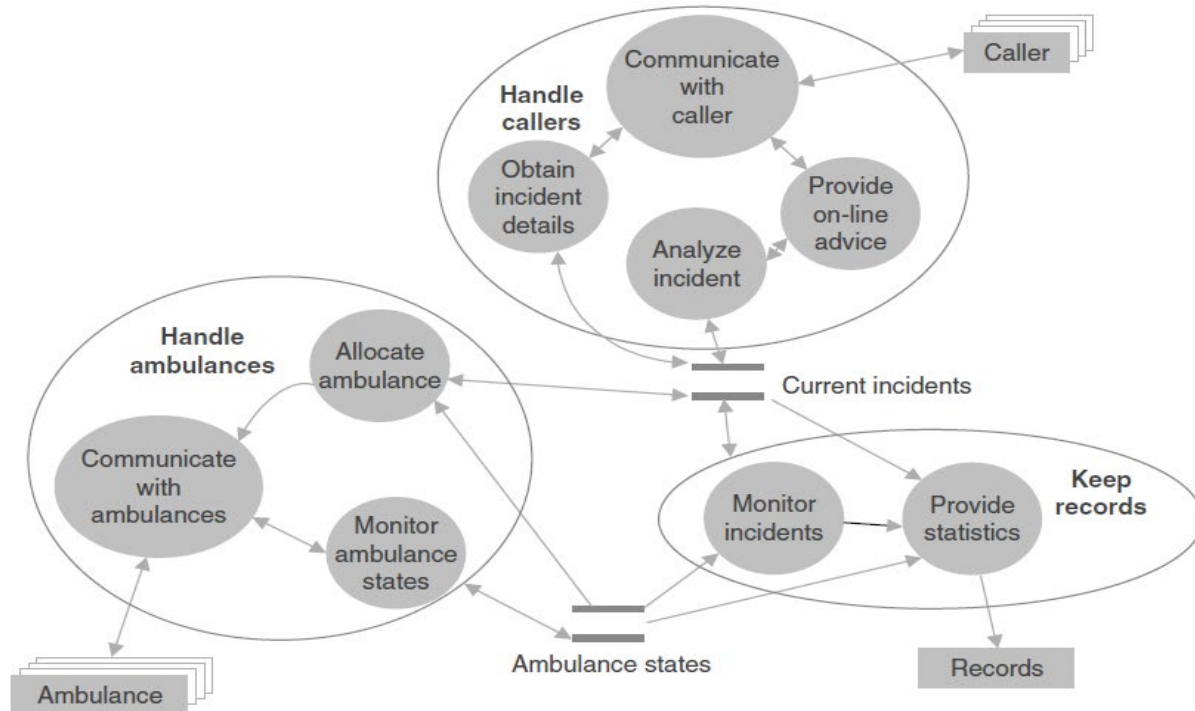 Communicate
with
caller
Caller
Handle
callers
Obtain
incident
details
Provide
on-line
advice
Analyze
incident
Handle
ambulances
Allocate
ambulance
Current incidents
Communicate
with
ambulances
Monitor
ambulance
states
Monitor
incidents
Provide
statistics
Keep
records
Ambulance states
Records
Ambulance